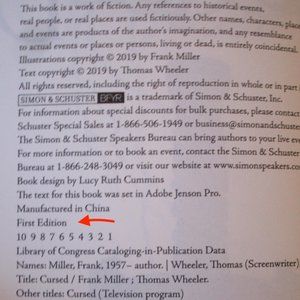 This book is a work of fiction. Any references to historical events,
real people, or real places are used fictitiously. Other names, characters, place
and events are products of the author's imagination, and any resemblance
to actual events or places or persons, living or dead, is entirely coincidental.
Illustrations copyright © 2019 by Frank Miller
Text copyright © 2019 by Thomas Wheeler
All rights reserved, including the right of reproduction in whole or in part i
SIMON & SCHUSTER BFYR is a trademark of Simon & Schuster, Inc.
For information about special discounts for bulk purchases, please contact
Schuster Special Sales at 1-866-506-1949 or business@simonandschuste
The Simon & Schuster Speakers Bureau can bring authors to your live eve
For more information or to book an event, contact the Simon & Schuster
Bureau at 1-866-248-3049 or visit our website at www.simonspeakers.com
Book design by Lucy Ruth Cummins
The text for this book was set in Adobe Jenson Pro.
Manufactured in China
First Edition
10 9 8 7 6 5 4 3 2 1
Library of Congress Cataloging-in-Publication Data
Names: Miller, Frank, 1957– author. | Wheeler, Thomas (Screenwriter)
Title: Cursed / Frank Miller ; Thomas Wheeler.
Other titles: Cursed (Television program)